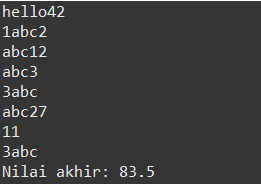 hello42
1abc2
abc12
abc3
3abc
abc27
11
3abc
Nilai akhir: 83.5